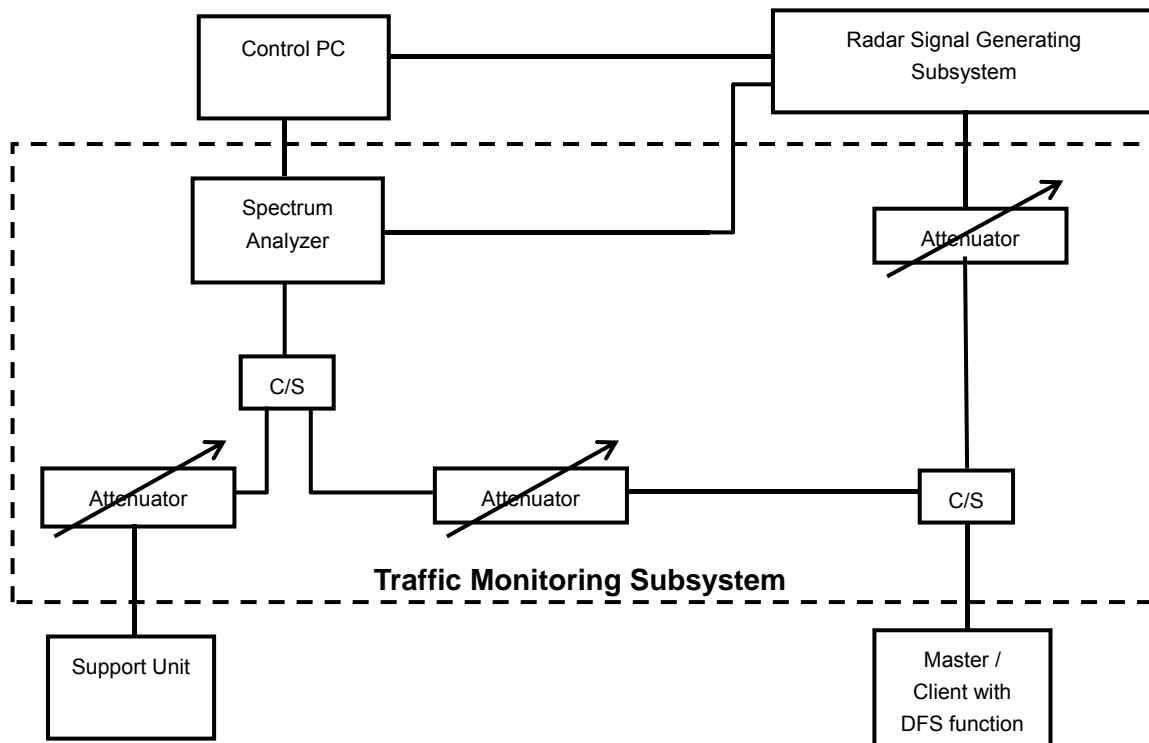 Control PC
Radar Signal Generating
Subsystem
Spectrum
Analyzer
Attenuator
C/S
Attenuator
Attenuator
C/S
Traffic Monitoring Subsystem
Support Unit
Master /
Client with
DFS function